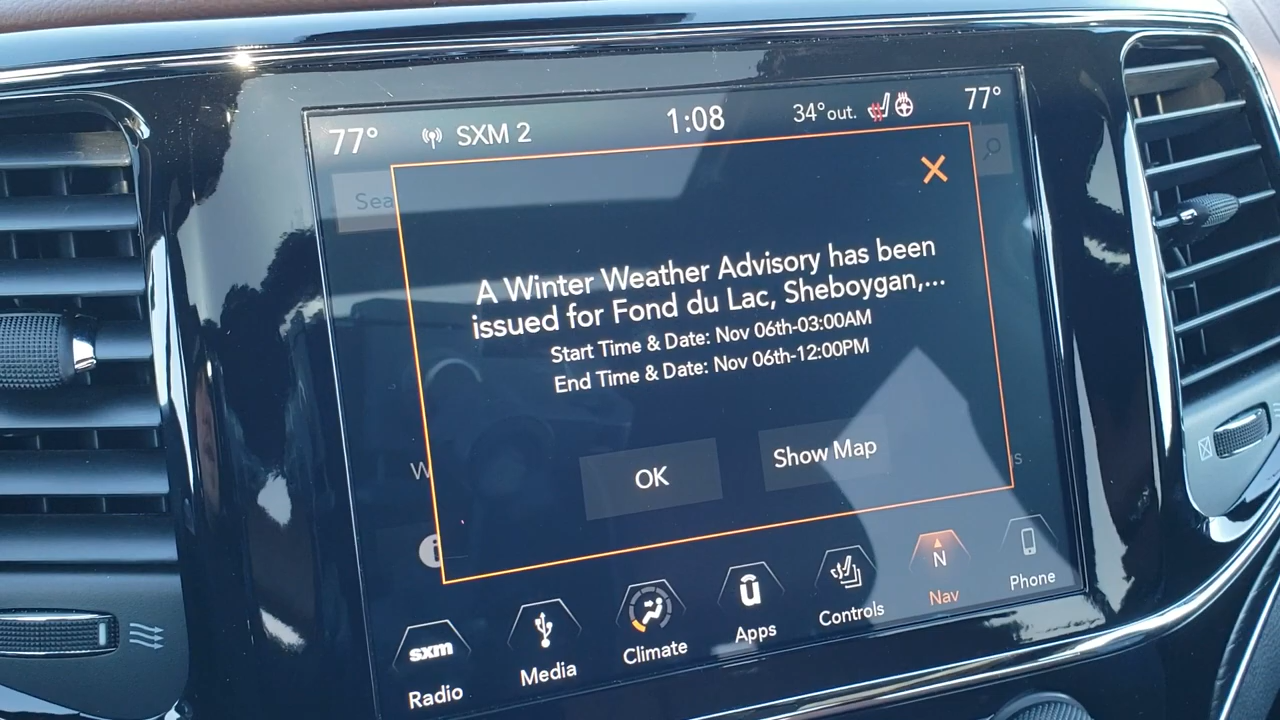 77° SXM 2 1:08 34°out. 77°
Sea
A Winter Weather Advisory has been
issued for Fond du Lac, Sheboygan,...
Start Time & Date: Nov 06th-03:00AM
End Time & Date: Nov 06th-12:00PM
W
OK Show Map
sxm
N
Radio Media Climate Apps Controls Nav Phone